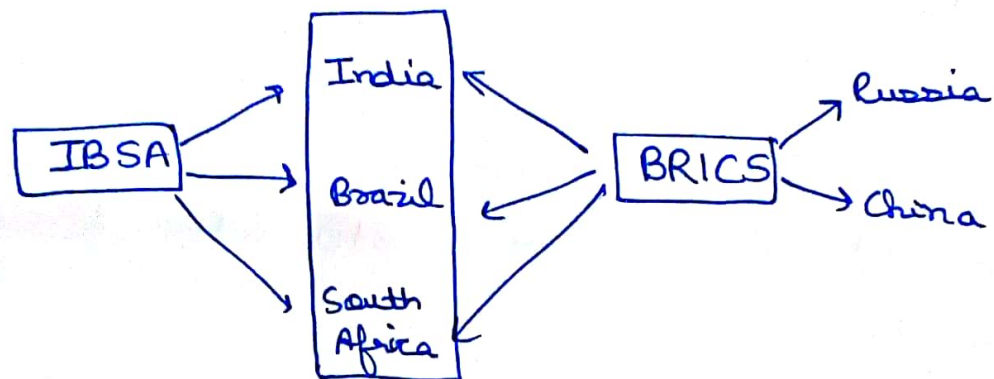 IBSA
India
Brazil
South
Africa
BRICS
Russia
China